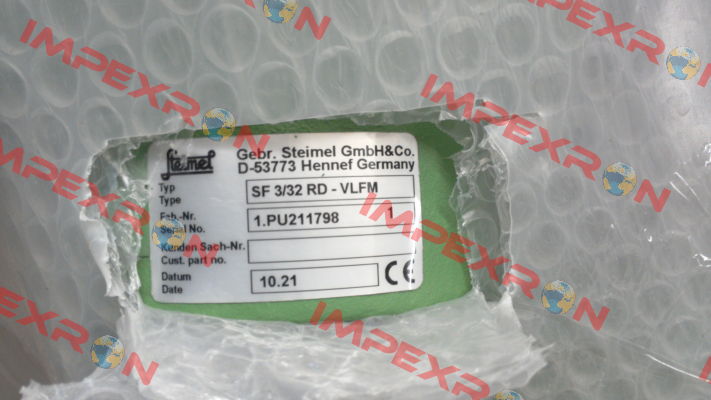 Steimel
Gebr. Steimel GmbH&Co.
D-53773 Hennef Germany
Typ
Type
SF 3/32 RD - VLFM
Fab.-Nr.
Serial No.
1.PU211798 1
Kunden Sach-Nr.
Cust. part no.
Datum
Date
10.21
CE
IMPEXRON
IMPEXRON
IMPEXRON
IMPEXRON
IMPEXRON
IMPEXRON